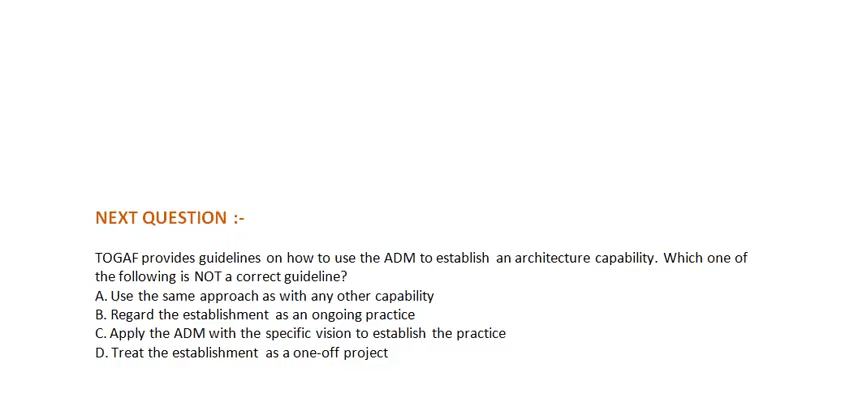 NEXT QUESTION :-
TOGAF provides guidelines on how to use the ADM to establish an architecture capability. Which one of
the following is NOT a correct guideline?
A. Use the same approach as with any other capability
B. Regard the establishment as an ongoing practice
C. Apply the ADM with the specific vision to establish the practice
D. Treat the establishment as a one-off project